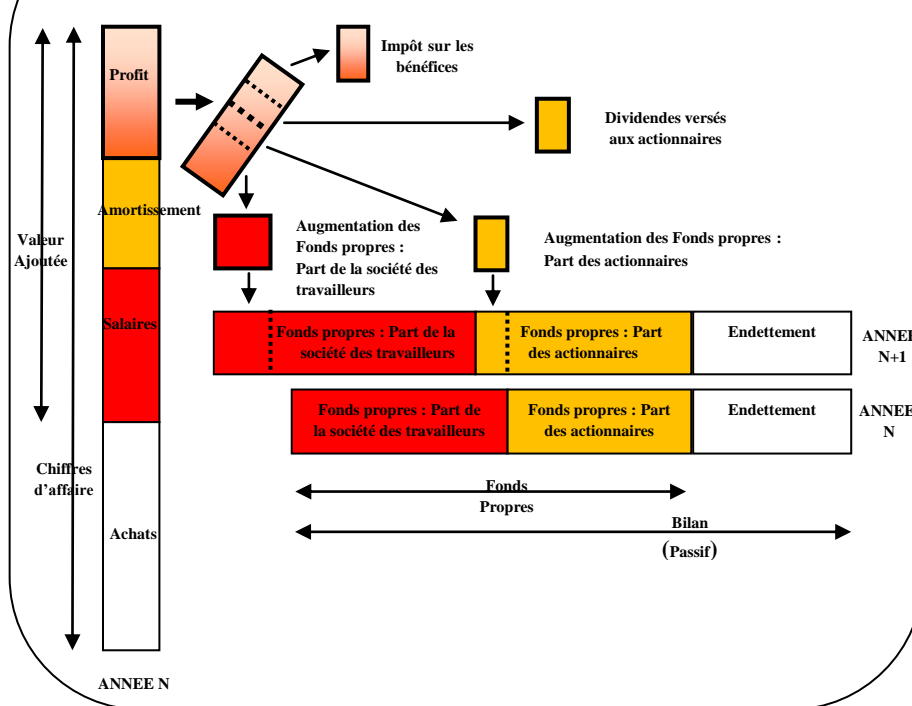 Impôt sur les
bénéfices
Profit
Dividendes versés
aux actionnaires
Amortissement
Valeur
Ajoutée
Augmentation des
Fonds propres :
Part de la société des
travailleurs
Augmentation des Fonds propres :
Part des actionnaires
Salaires
Fonds propres : Part de la
société des travailleurs
Fonds propres : Part
des actionnaires
Endettement
ANNEE
N+1
Fonds propres : Part de
la société des travailleurs
Fonds propres : Part
des actionnaires
Endettement
ANNEE
N
Chiffres
d'affaire
Fonds
Propres
Achats
Bilan
(Passif)
ANNEE N